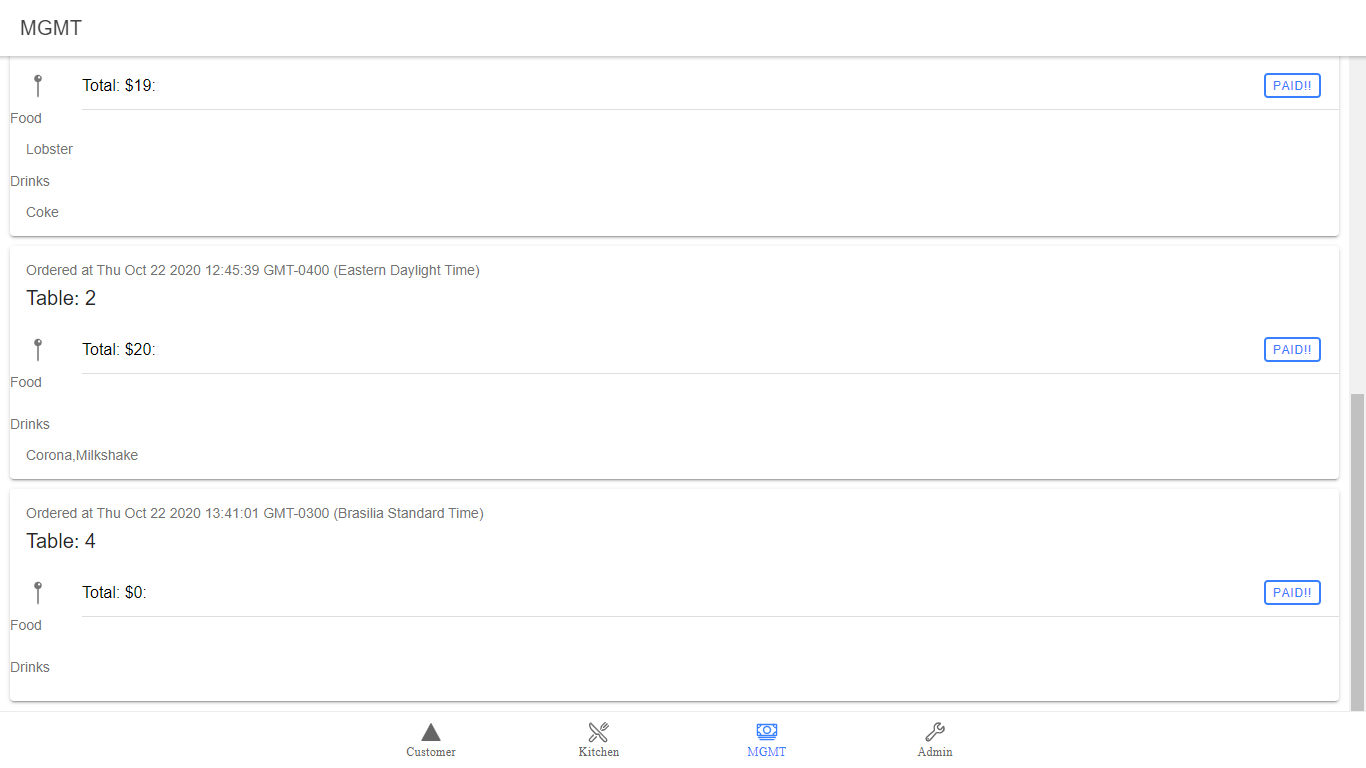 MGMT
Total: $19:
PAID!!
Food
Lobster
Drinks
Coke
Ordered at Thu Oct 22 2020 12:45:39 GMT-0400 (Eastern Daylight Time)
Table: 2
Total: $20:
PAID!!
Food
Drinks
Corona,Milkshake
Ordered at Thu Oct 22 2020 13:41:01 GMT-0300 (Brasilia Standard Time)
Table: 4
Total: $0:
PAID!!
Food
Drinks
Customer
Kitchen
MGMT
Admin